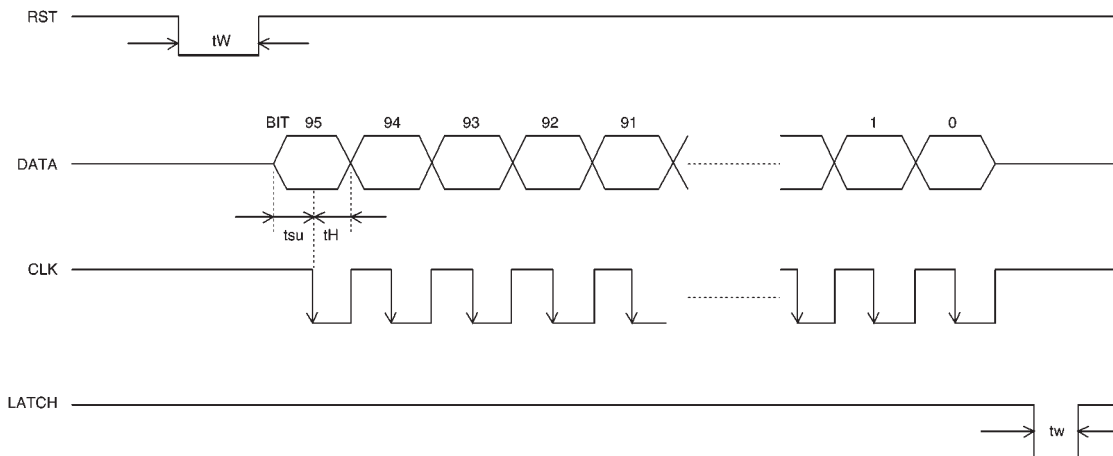 RST
tW
BIT 95 94 93 92 91 1 0
DATA
tsu tH
CLK
LATCH
tw